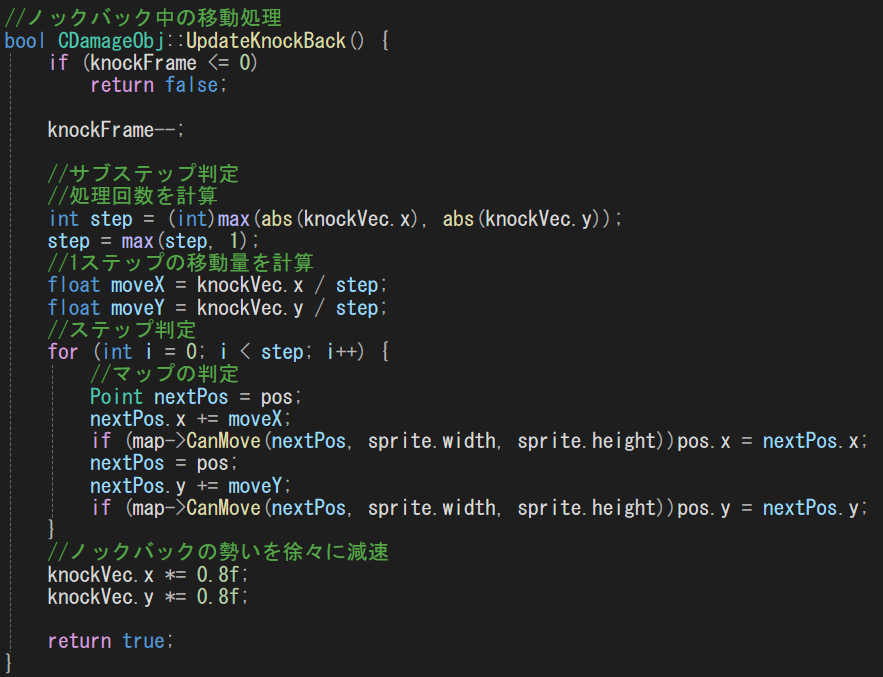 //ノックバック中の移動処理
bool CDamageObj::UpdateKnockBack() {
    if (knockFrame <= 0)
        return false;

    knockFrame--;

    //サブステップ判定
    //処理回数を計算
    int step = (int)max(abs(knockVec.x), abs(knockVec.y));
    step = max(step, 1);
    //1ステップの移動量を計算
    float moveX = knockVec.x / step;
    float moveY = knockVec.y / step;
    //ステップ判定
    for (int i = 0; i < step; i++) {
        //マップの判定
        Point nextPos = pos;
        nextPos.x += moveX;
        if (map->CanMove(nextPos, sprite.width, sprite.height))pos.x = nextPos.x;
        nextPos = pos;
        nextPos.y += moveY;
        if (map->CanMove(nextPos, sprite.width, sprite.height))pos.y = nextPos.y;
    }
    //ノックバックの勢いを徐々に減速
    knockVec.x *= 0.8f;
    knockVec.y *= 0.8f;

    return true;
}